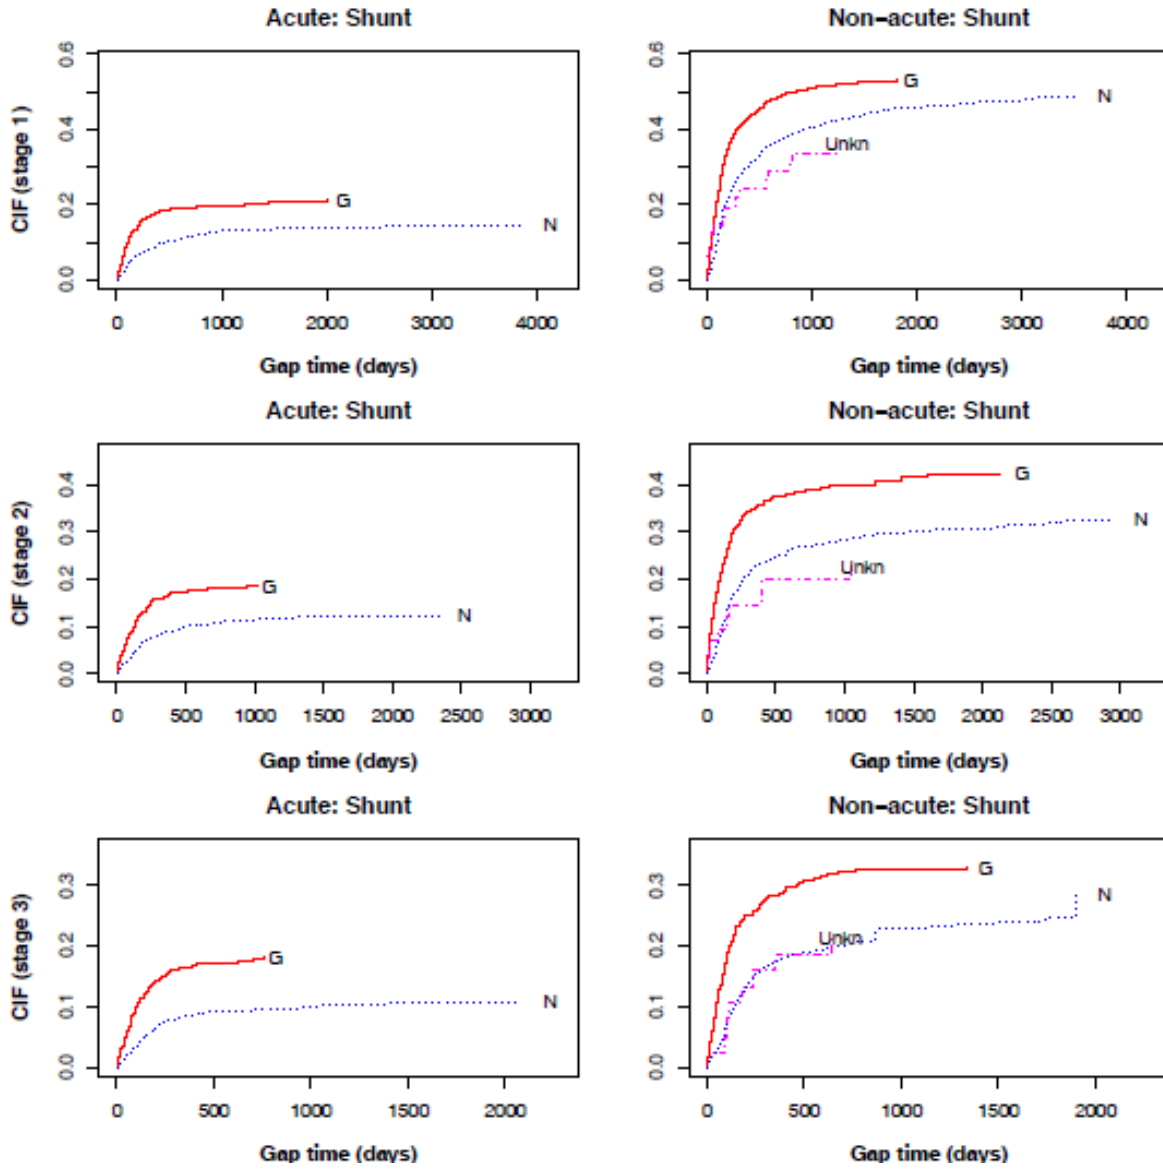 Acute: Shunt
Non-acute: Shunt
CIF (stage 1)
0.0
0.2
0.4
0.6
G
N
0 1000 2000 3000 4000
Gap time (days)
0.0
0.2
0.4
0.6
G
N
Unkn
0 1000 2000 3000 4000
Gap time (days)
Acute: Shunt
Non-acute: Shunt
CIF (stage 2)
0.0
0.1
0.2
0.3
0.4
G
N
0 500 1000 1500 2000 2500 3000
Gap time (days)
0.0
0.1
0.2
0.3
0.4
G
N
Unkn
0 500 1000 1500 2000 2500 3000
Gap time (days)
Acute: Shunt
Non-acute: Shunt
CIF (stage 3)
0.0
0.1
0.2
0.3
G
N
0 500 1000 1500 2000
Gap time (days)
0.0
0.1
0.2
0.3
G
N
Unkn
0 500 1000 1500 2000
Gap time (days)